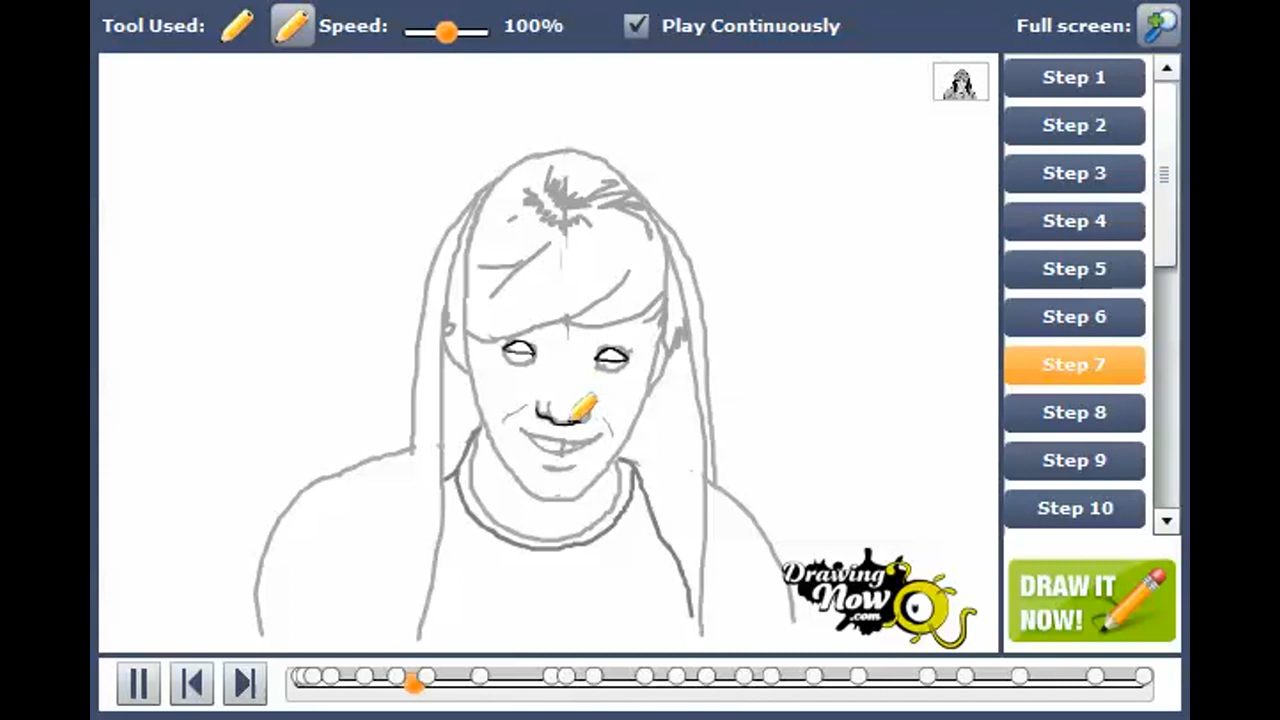 Tool Used:
Speed:
100%
Play Continuously
Full screen:
Step 1
Step 2
Step 3
Step 4
Step 5
Step 6
Step 7
Step 8
Step 9
Step 10
Drawing
Now
.com
DRAW IT
NOW!